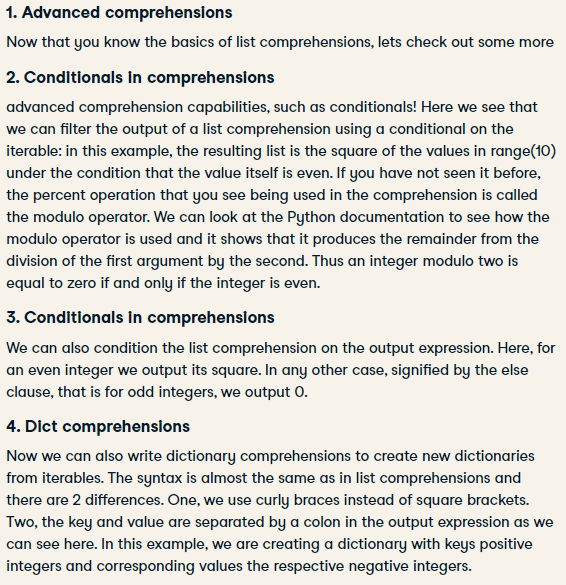 1. Advanced comprehensions
Now that you know the basics of list comprehensions, lets check out some more
2. Conditionals in comprehensions
advanced comprehension capabilities, such as conditionals! Here we see that
we can filter the output of a list comprehension using a conditional on the
iterable: in this example, the resulting list is the square of the values in range(10)
under the condition that the value itself is even. If you have not seen it before,
the percent operation that you see being used in the comprehension is called
the modulo operator. We can look at the Python documentation to see how the
modulo operator is used and it shows that it produces the remainder from the
division of the first argument by the second. Thus an integer modulo two is
equal to zero if and only if the integer is even.
3. Conditionals in comprehensions
We can also condition the list comprehension on the output expression. Here, for
an even integer we output its square. In any other case, signified by the else
clause, that is for odd integers, we output 0.
4. Dict comprehensions
Now we can also write dictionary comprehensions to create new dictionaries
from iterables. The syntax is almost the same as in list comprehensions and
there are 2 differences. One, we use curly braces instead of square brackets.
Two, the key and value are separated by a colon in the output expression as we
can see here. In this example, we are creating a dictionary with keys positive
integers and corresponding values the respective negative integers.